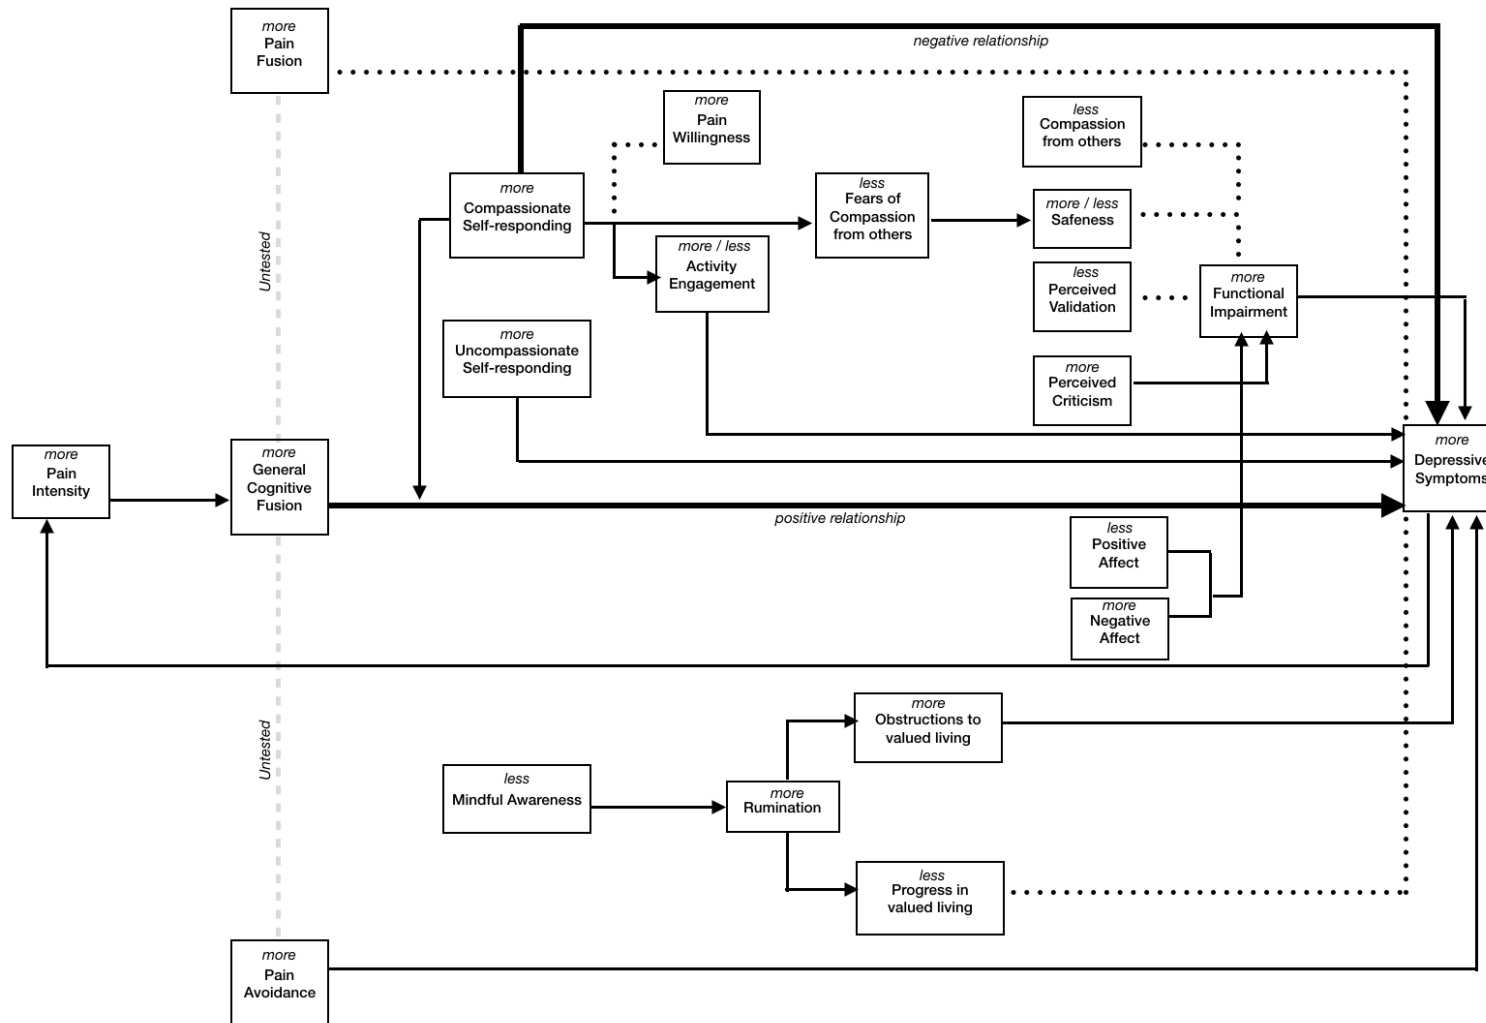 more
Pain
Fusion
negative relationship
more
Pain
Willingness
less
Compassion
from others
more
Compassionate
Self-responding
less
Fears of
Compassion
from others
more / less
Safeness
Untested
more / less
Activity
Engagement
less
Perceived
Validation
more
Functional
Impairment
more
Uncompassionate
Self-responding
more
Perceived
Criticism
more
Pain
Intensity
more
General
Cognitive
Fusion
more
Depressive
Symptoms
positive relationship
less
Positive
Affect
more
Negative
Affect
Untested
more
Obstructions to
valued living
less
Mindful Awareness
more
Rumination
less
Progress in
valued living
more
Pain
Avoidance